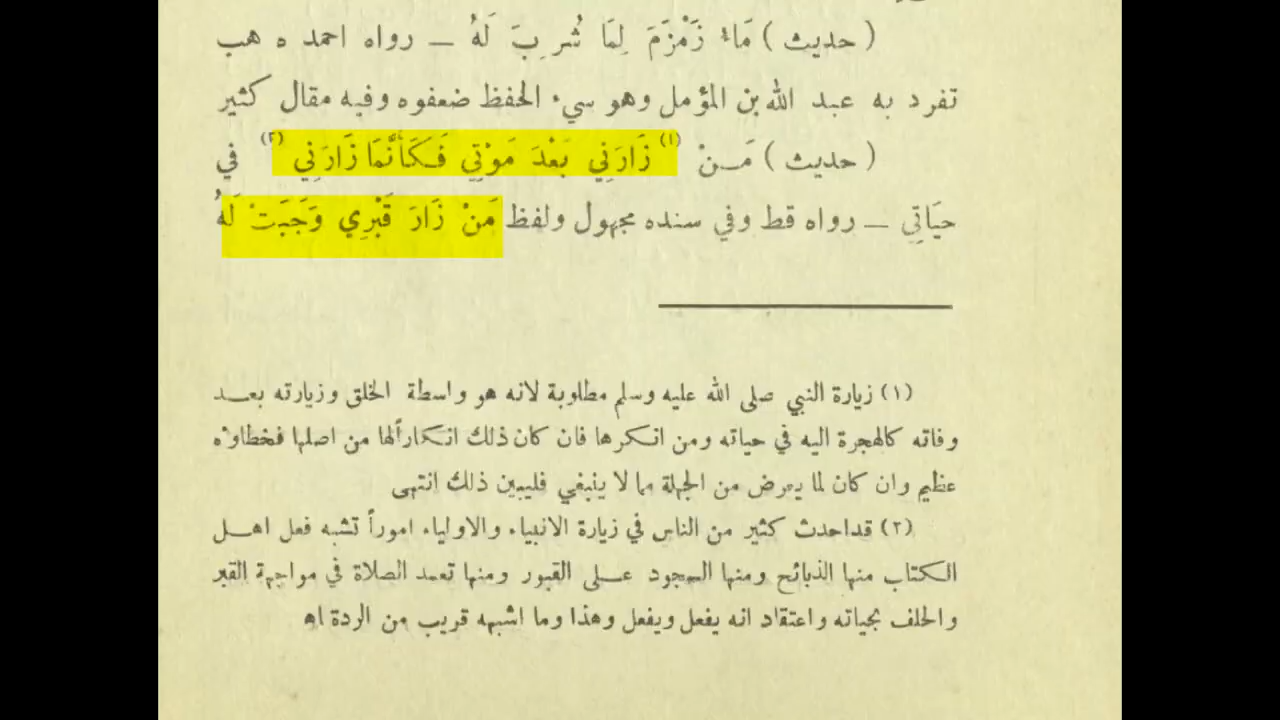 ( حديث ) مَاءُ زَمْزَمَ لِمَا شُرِبَ لَهُ — رواه احمد ه هب
تفرد به عبد الله بن المؤمل وهو سيء الحفظ ضعفوه وفيه مقال كثير
( حديث ) مَـنْ (١) زَارَنِي بَعْدَ مَوْتِي فَـكَأَنَّمَا زَارَنِي (٢) في
حَيَاتِي — رواه قط وفي سنده مجهول ولفظ مَنْ زَارَ قَبْرِي وَجَبَتْ لَهُ
(١) زيارة النبي صلى الله عليه وسلم مطلوبة لانه هو واسطة الخلق وزيارته بعـد
وفاته كالهجرة اليه في حياته ومن انكرها فان كان ذلك انكاراً لها من اصلها فخطاؤه
عظيم وان كان لما يعرض من الجهلة مما لا ينبغي فليبين ذلك انتهى
(٢) قد احدث كثير من الناس في زيارة الانبياء والاولياء اموراً تشبه فعل اهـل
الكتاب منها الذبائح ومنها السجود عـلى القبور ومنها تعمد الصلاة في مواجهة القبر
والحلف بحياته واعتقاد انه يفعل ويفعل وهذا وما اشبهه قريب من الردة اه